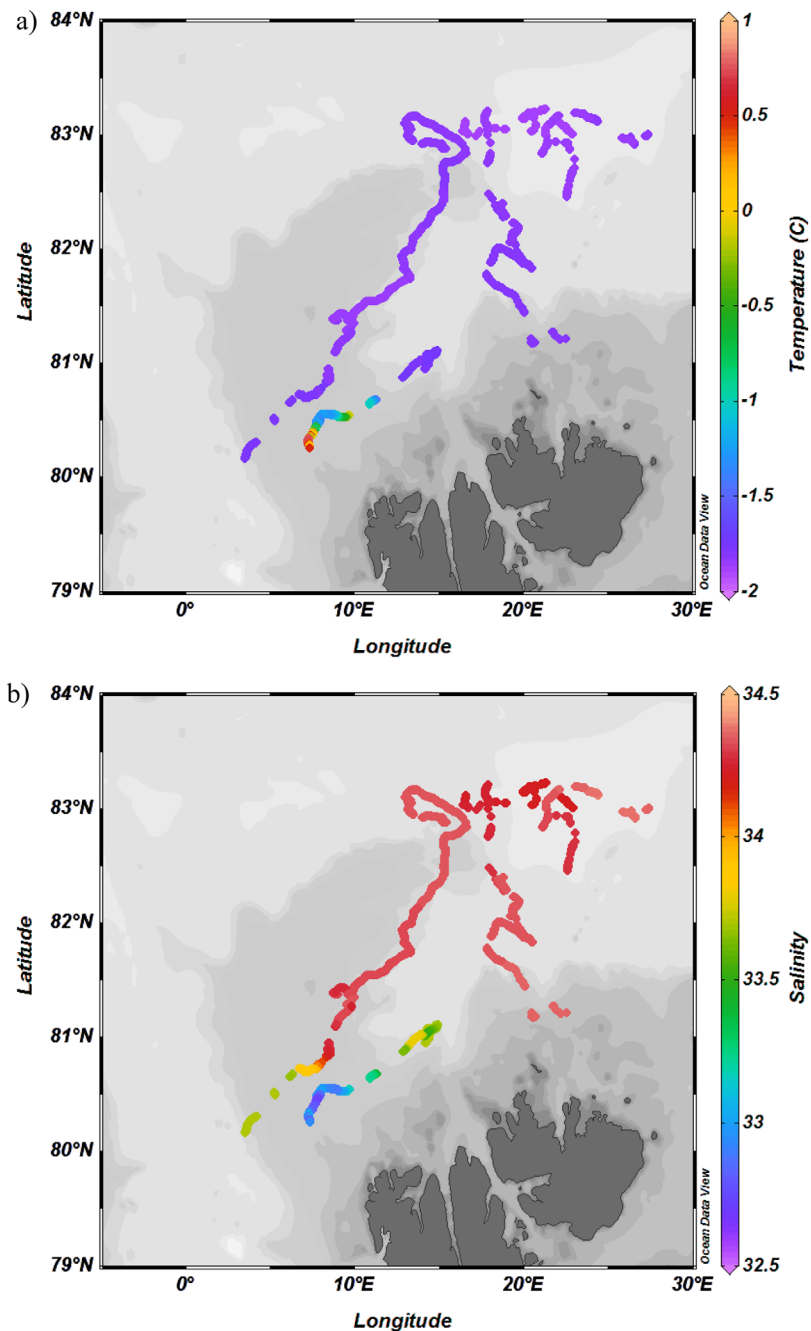 a)
84°N
83°N
82°N
81°N
80°N
79°N
Latitude
0°
10°E
20°E
30°E
Longitude
Ocean Data View
1
0.5
0
-0.5
-1
-1.5
-2
Temperature (C)
b)
84°N
83°N
82°N
81°N
80°N
79°N
Latitude
0°
10°E
20°E
30°E
Longitude
Ocean Data View
34.5
34
33.5
33
32.5
Salinity